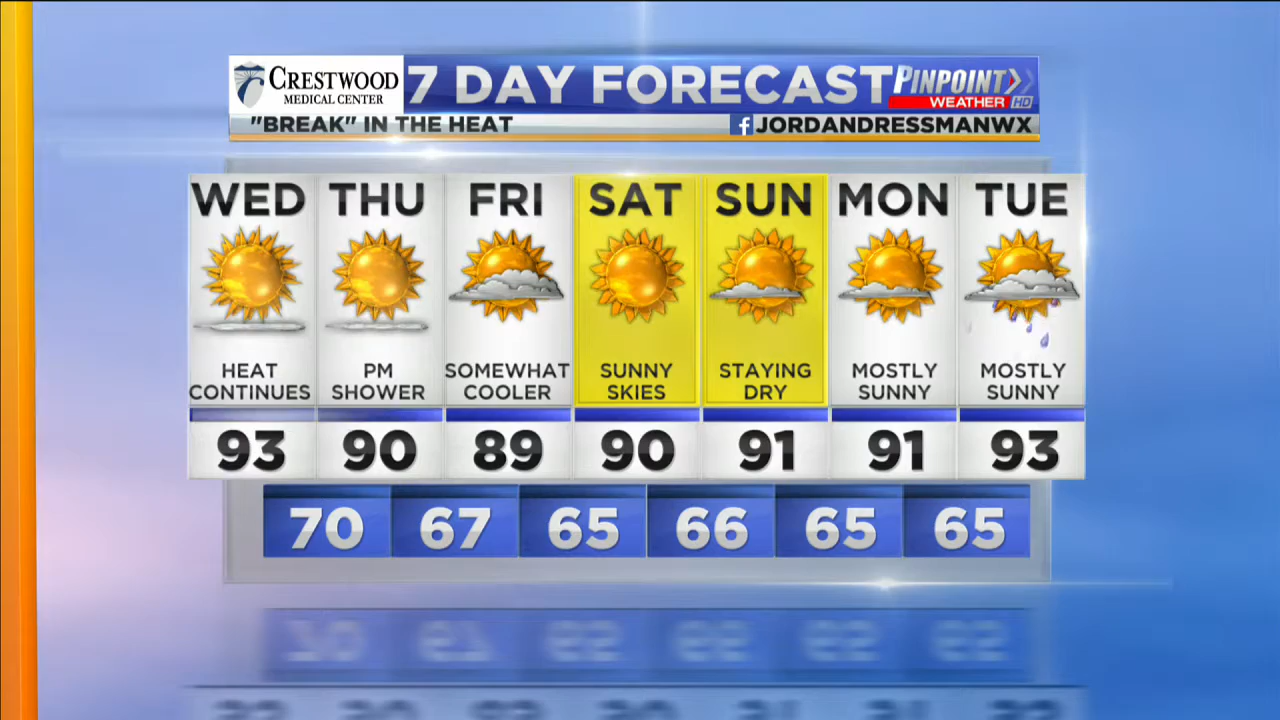 CRESTWOOD
MEDICAL CENTER
7 DAY FORECAST
PINPOINT
WEATHER HD
"BREAK" IN THE HEAT
f JORDANDRESSMANWX
WED THU FRI SAT SUN MON TUE
HEAT CONTINUES
PM SHOWER
SOMEWHAT COOLER
SUNNY SKIES
STAYING DRY
MOSTLY SUNNY
MOSTLY SUNNY
93 90 89 90 91 91 93
70 67 65 66 65 65